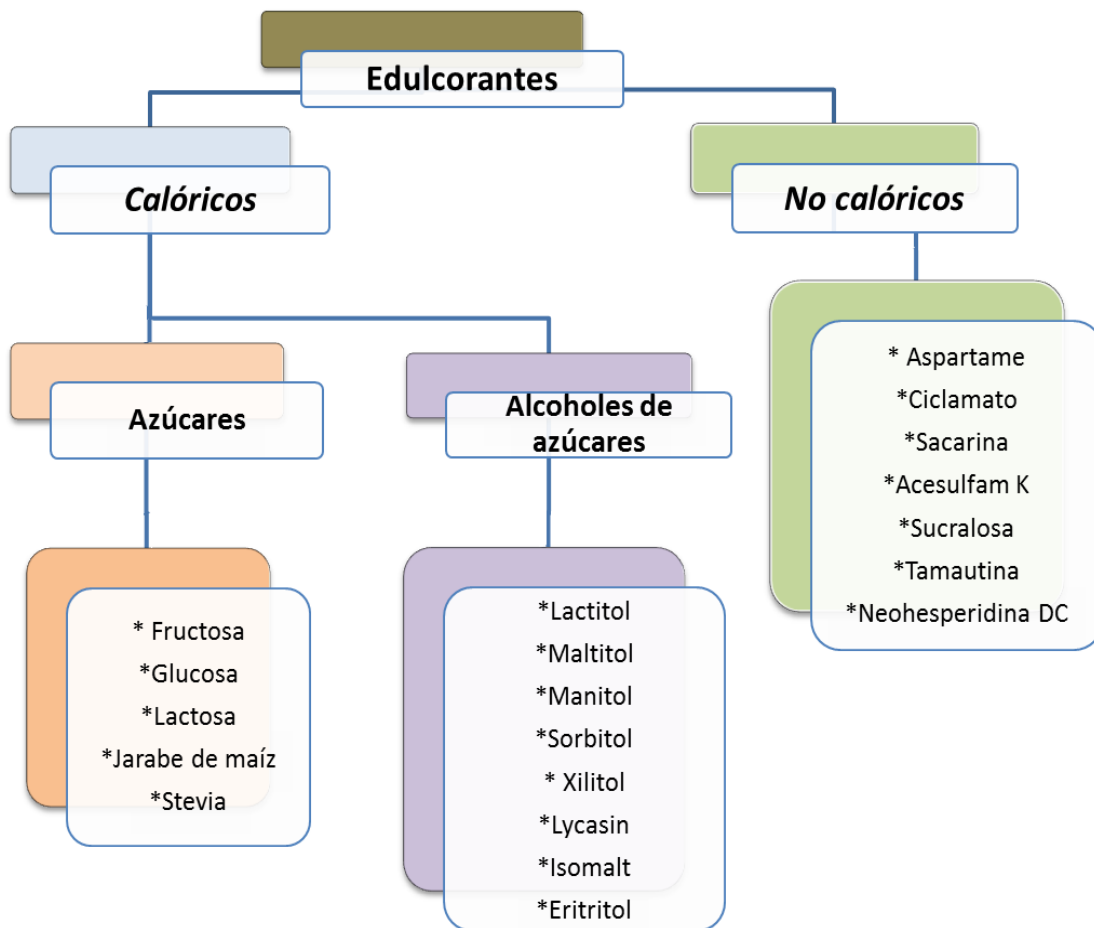 Edulcorantes
Calóricos
No calóricos
Azúcares
Alcoholes de
azúcares
* Aspartame
*Ciclamato
*Sacarina
*Acesulfam K
*Sucralosa
*Tamautina
*Neohesperidina DC
* Fructosa
*Glucosa
*Lactosa
*Jarabe de maíz
*Stevia
*Lactitol
*Maltitol
*Manitol
*Sorbitol
* Xilitol
*Lycasin
*Isomalt
*Eritritol